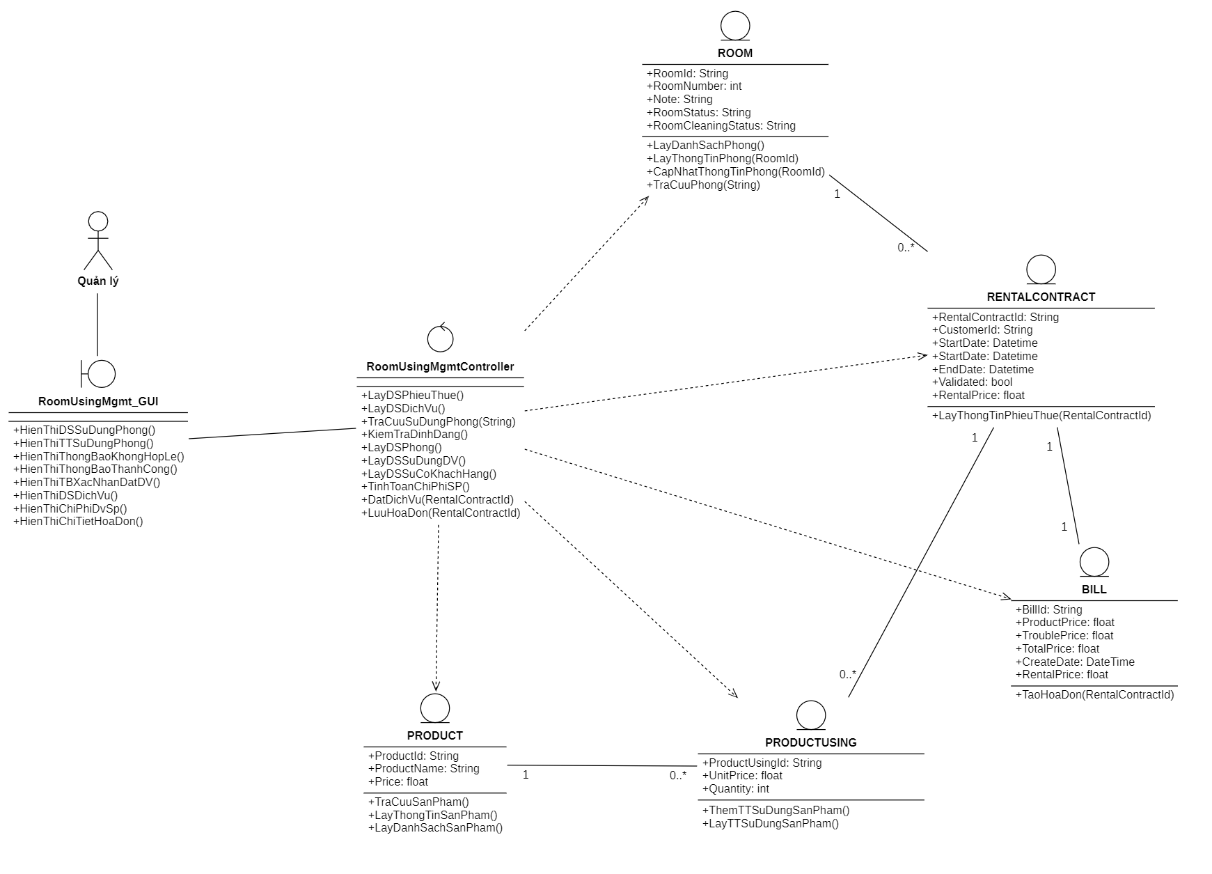 ROOM
+RoomId: String
+RoomNumber: int
+Note: String
+RoomStatus: String
+RoomCleaningStatus: String
+LayDanhSachPhong()
+LayThongTinPhong(RoomId)
+CapNhatThongTinPhong(RoomId)
+TraCuuPhong(String)
1
0..*
Quản lý
RoomUsingMgmt_GUI
+HienThiDSSuDungPhong()
+HienThiTTSuDungPhong()
+HienThiThongBaoKhongHopLe()
+HienThiThongBaoThanhCong()
+HienThiTBXacNhanDatDV()
+HienThiDSDichVu()
+HienThiChiPhiDvSp()
+HienThiChiTietHoaDon()
RoomUsingMgmtController
+LayDSPhieuThue()
+LayDSDichVu()
+TraCuuSuDungPhong(String)
+KiemTraDinhDang()
+LayDSPhong()
+LayDSSuDungDV()
+LayDSSuCoKhachHang()
+TinhToanChiPhiSP()
+DatDichVu(RentalContractId)
+LuuHoaDon(RentalContractId)
RENTALCONTRACT
+RentalContractId: String
+CustomerId: String
+StartDate: Datetime
+StartDate: Datetime
+EndDate: Datetime
+Validated: bool
+RentalPrice: float
+LayThongTinPhieuThue(RentalContractId)
1
1
1
0..*
BILL
+BillId: String
+ProductPrice: float
+TroublePrice: float
+TotalPrice: float
+CreateDate: DateTime
+RentalPrice: float
+TaoHoaDon(RentalContractId)
PRODUCT
+ProductId: String
+ProductName: String
+Price: float
+TraCuuSanPham()
+LayThongTinSanPham()
+LayDanhSachSanPham()
1
0..*
PRODUCTUSING
+ProductUsingId: String
+UnitPrice: float
+Quantity: int
+ThemTTSuDungSanPham()
+LayTTSuDungSanPham()